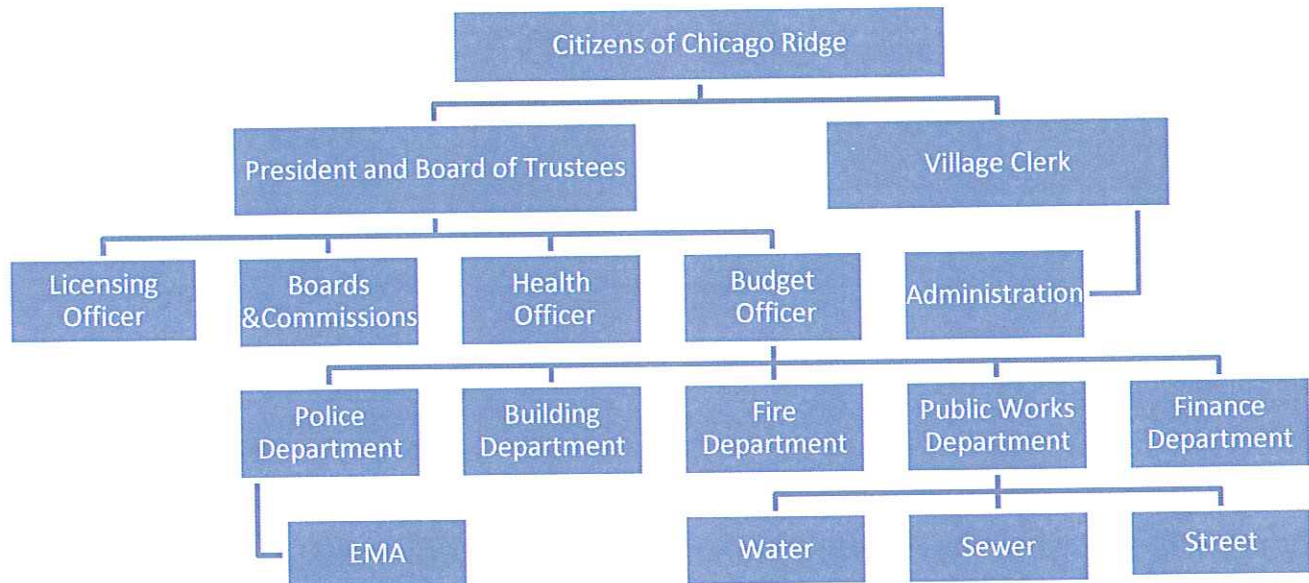 Citizens of Chicago Ridge
President and Board of Trustees
Village Clerk
Licensing
Officer
Boards
&Commissions
Health
Officer
Budget
Officer
Administration
Police
Department
Building
Department
Fire
Department
Public Works
Department
Finance
Department
EMA
Water
Sewer
Street